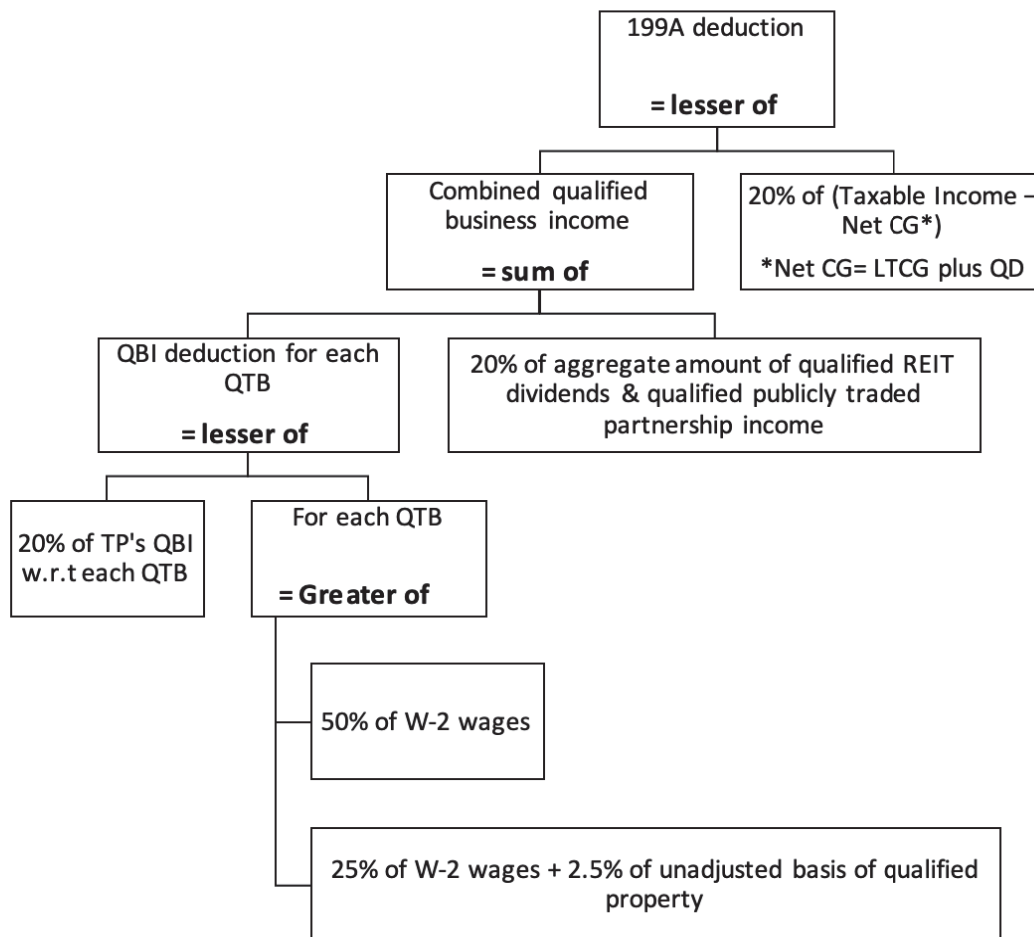 199A deduction
= lesser of
Combined qualified
business income
= sum of
20% of (Taxable Income –
Net CG*)
*Net CG= LTCG plus QD
QBI deduction for each
QTB
= lesser of
20% of aggregate amount of qualified REIT
dividends & qualified publicly traded
partnership income
20% of TP's QBI
w.r.t each QTB
For each QTB
= Greater of
50% of W-2 wages
25% of W-2 wages + 2.5% of unadjusted basis of qualified
property